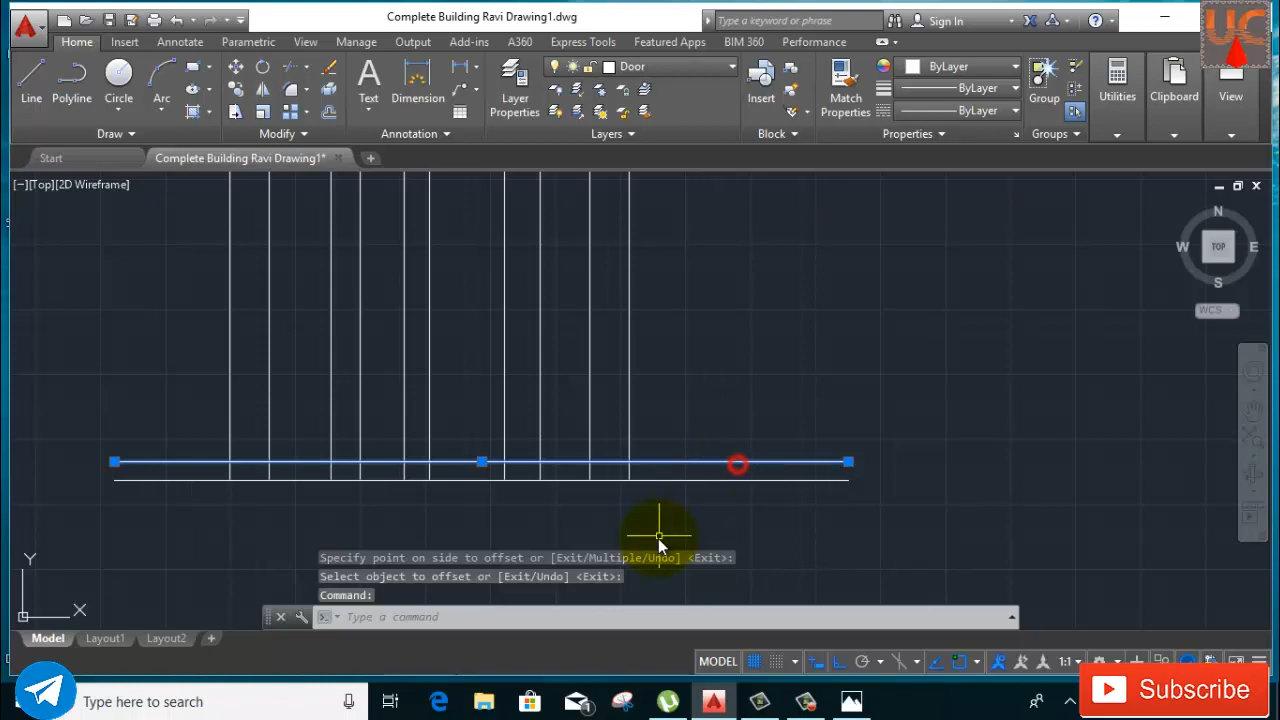 Complete Building Ravi Drawing1.dwg
Type a keyword or phrase
Sign In
UC
Home
Insert
Annotate
Parametric
View
Manage
Output
Add-ins
A360
Express Tools
Featured Apps
BIM 360
Performance
Line
Polyline
Circle
Arc
Draw
Modify
Text
Dimension
Annotation
Layer
Properties
Door
Layers
Insert
Block
Match
Properties
ByLayer
ByLayer
ByLayer
Properties
Group
Groups
Utilities
Clipboard
View
Start
Complete Building Ravi Drawing1*
[−][Top][2D Wireframe]
N
W
TOP
E
S
WCS
Y
X
Specify point on side to offset or [Exit/Multiple/Undo] <Exit>:
Select object to offset or [Exit/Undo] <Exit>:
Command:
Type a command
Model
Layout1
Layout2
MODEL
1:1
Type here to search
1
Subscribe